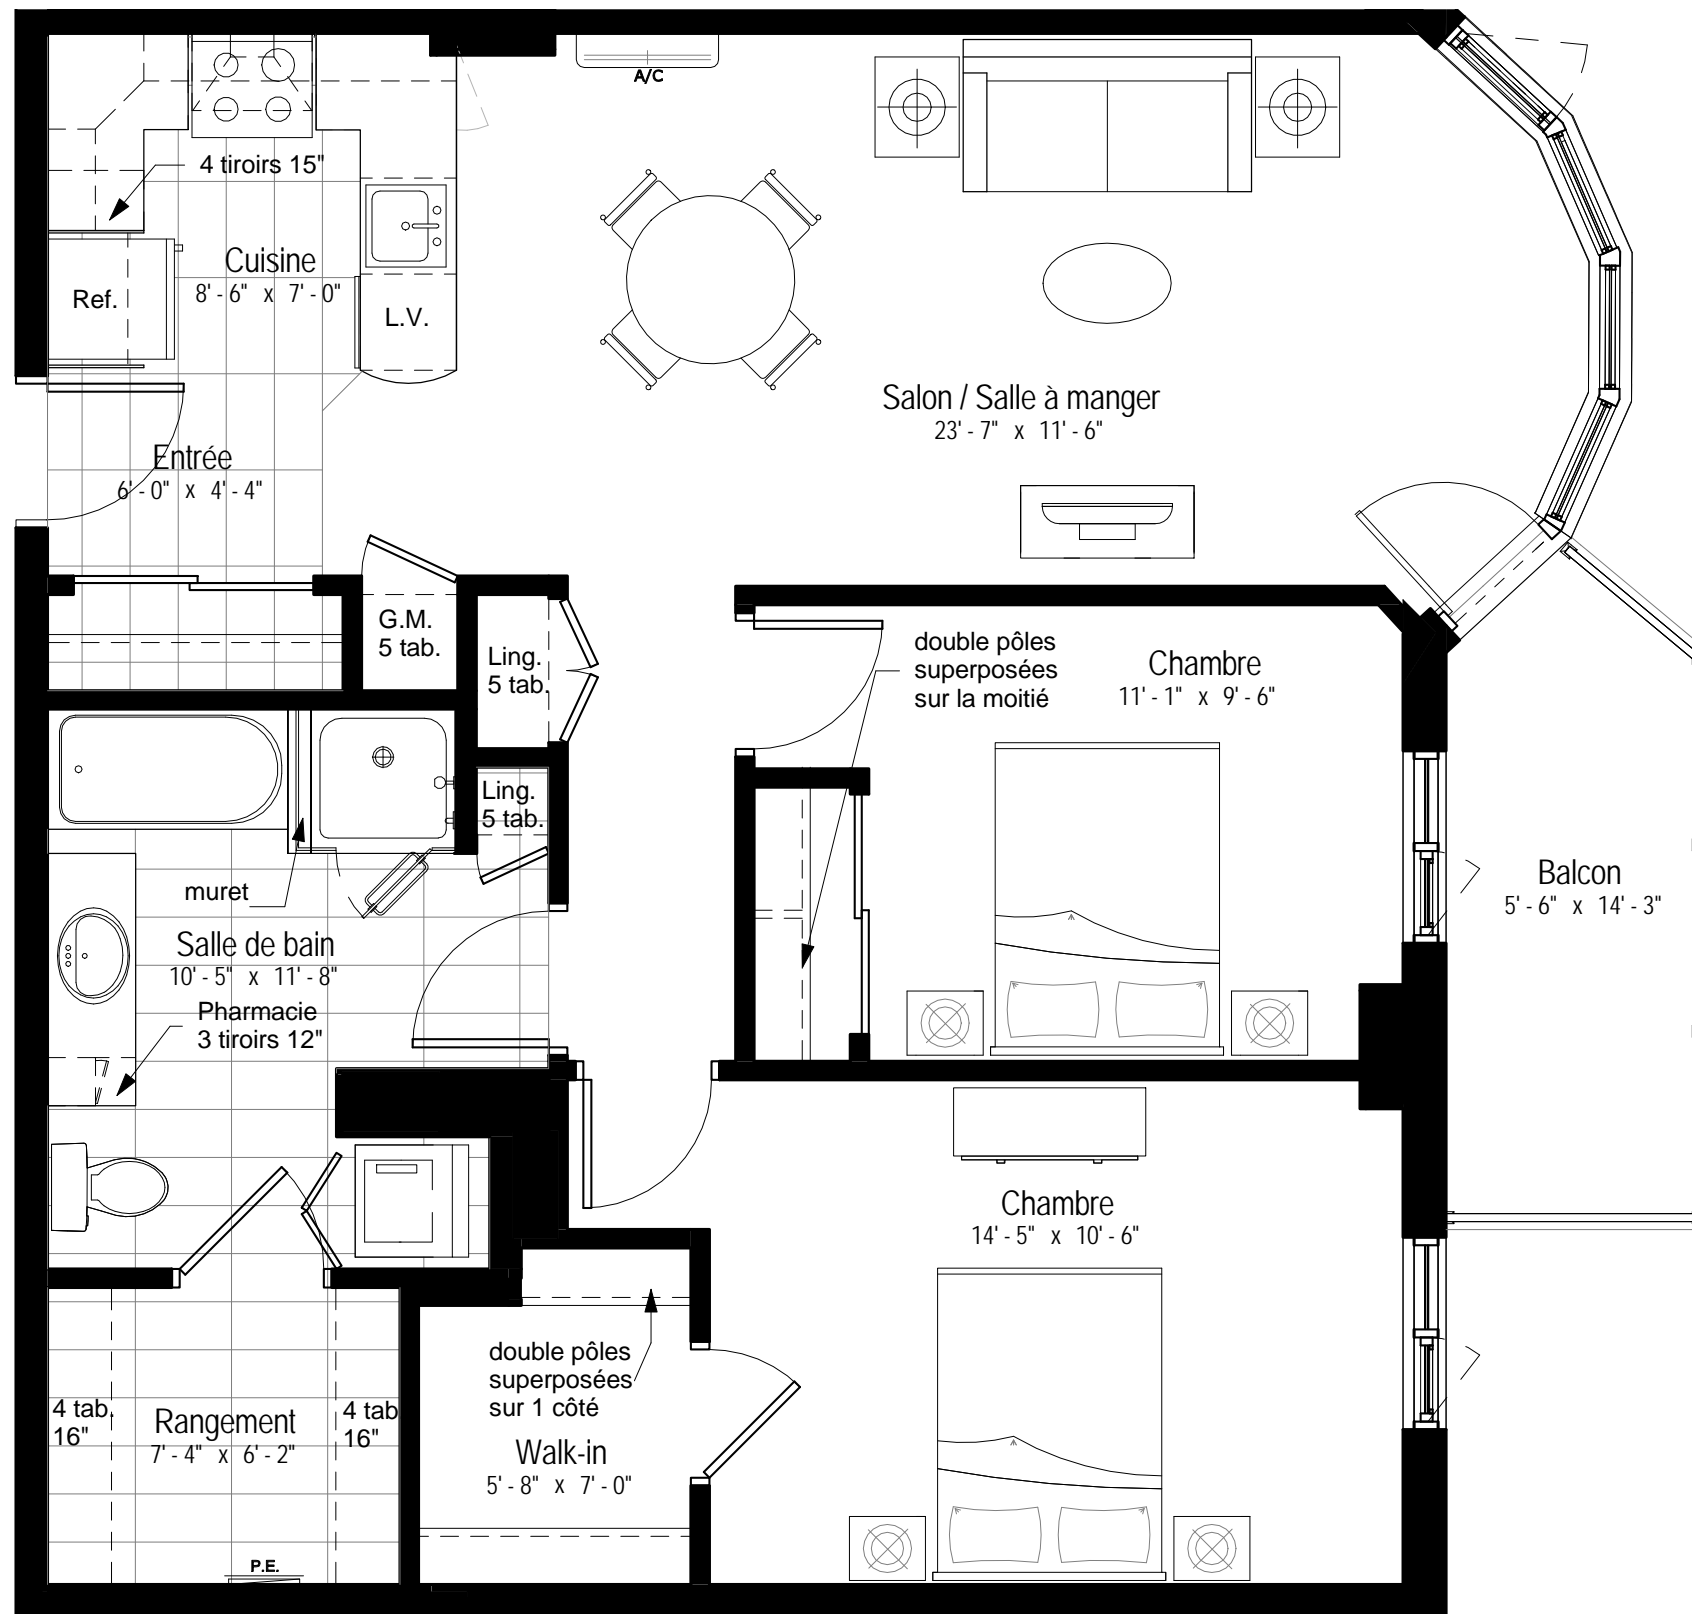 A/C
4 tiroirs 15"
Cuisine
8' - 6" x 7' - 0"
Ref.
L.V.
Salon / Salle à manger
23' - 7" x 11' - 6"
Entrée
6' - 0" x 4' - 4"
G.M.
5 tab.
Ling.
5 tab.
double pôles
superposées
sur la moitié
Chambre
11' - 1" x 9' - 6"
Ling.
5 tab.
muret
Balcon
5' - 6" x 14' - 3"
Salle de bain
10' - 5" x 11' - 8"
Pharmacie
3 tiroirs 12"
Chambre
14' - 5" x 10' - 6"
double pôles
superposées
sur 1 côté
4 tab.
16"
Rangement
7' - 4" x 6' - 2"
4 tab
16"
Walk-in
5' - 8" x 7' - 0"
P.E.